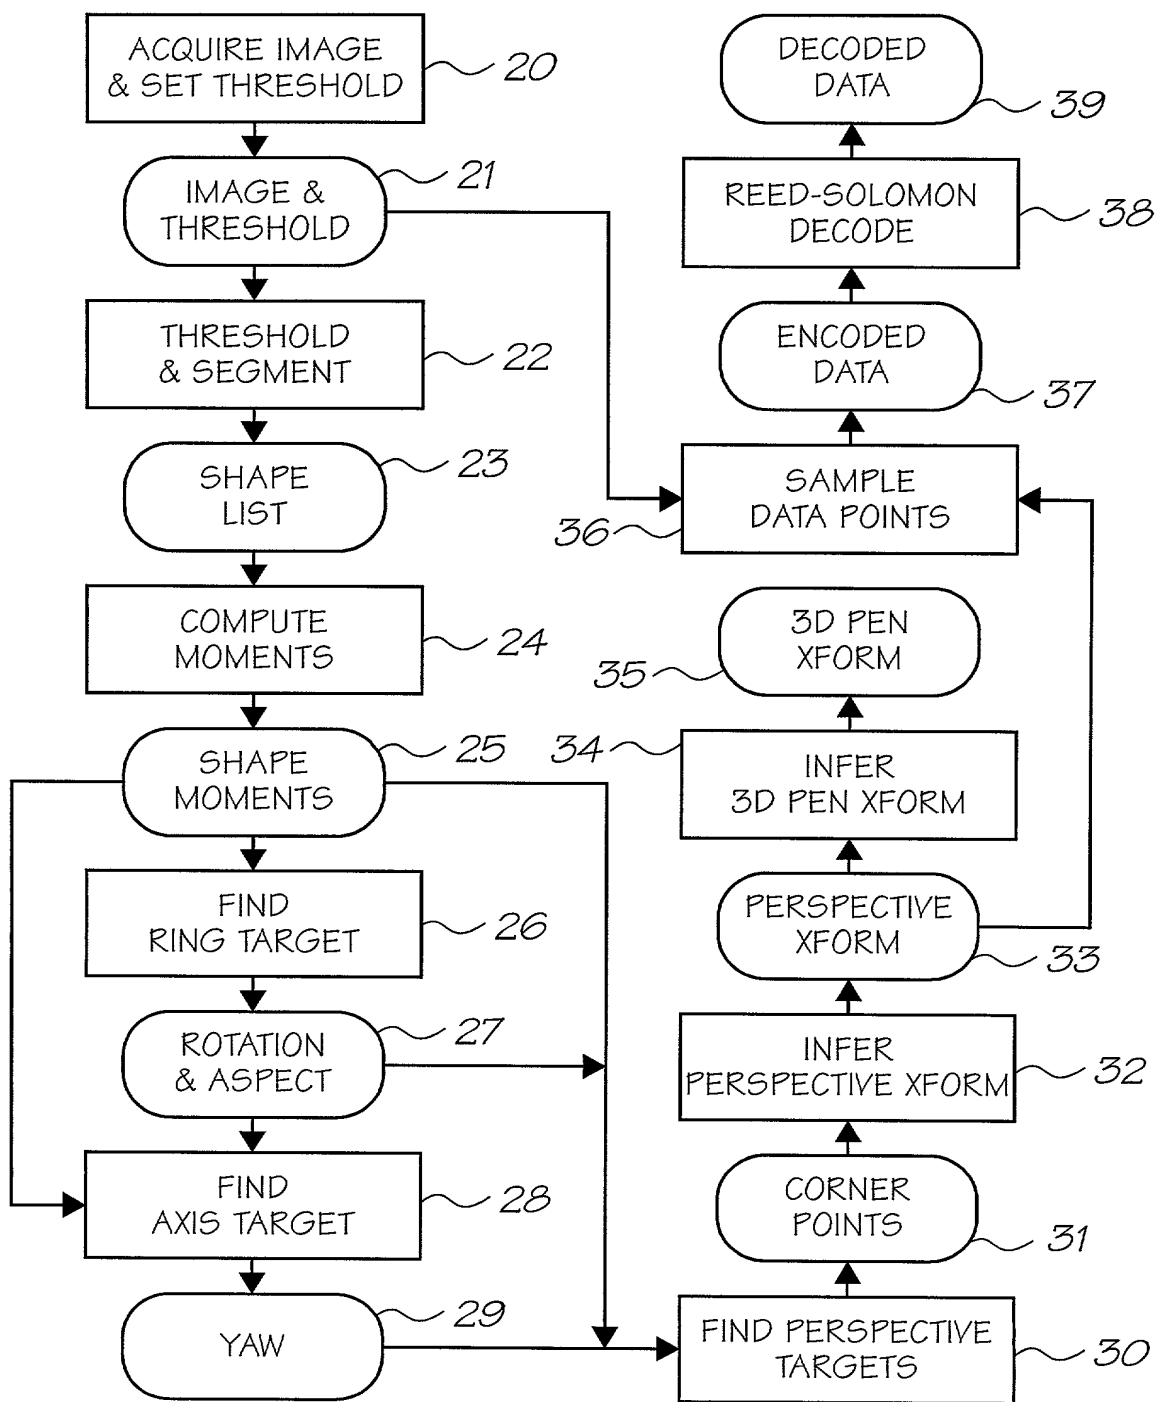 ACQUIRE IMAGE
& SET THRESHOLD
20
IMAGE &
THRESHOLD
21
THRESHOLD
& SEGMENT
22
SHAPE
LIST
23
COMPUTE
MOMENTS
24
SHAPE
MOMENTS
25
FIND
RING TARGET
26
ROTATION
& ASPECT
27
FIND
AXIS TARGET
28
YAW
29
DECODED
DATA
39
REED-SOLOMON
DECODE
38
ENCODED
DATA
37
SAMPLE
DATA POINTS
36
3D PEN
XFORM
35
34
INFER
3D PEN XFORM
PERSPECTIVE
XFORM
33
INFER
PERSPECTIVE XFORM
32
CORNER
POINTS
31
FIND PERSPECTIVE
TARGETS
30